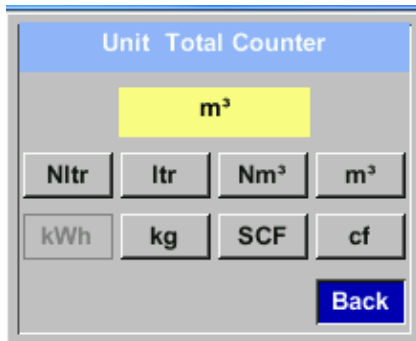 Unit Total Counter
m³
Nltr ltr Nm³ m³
kWh kg SCF cf
Back